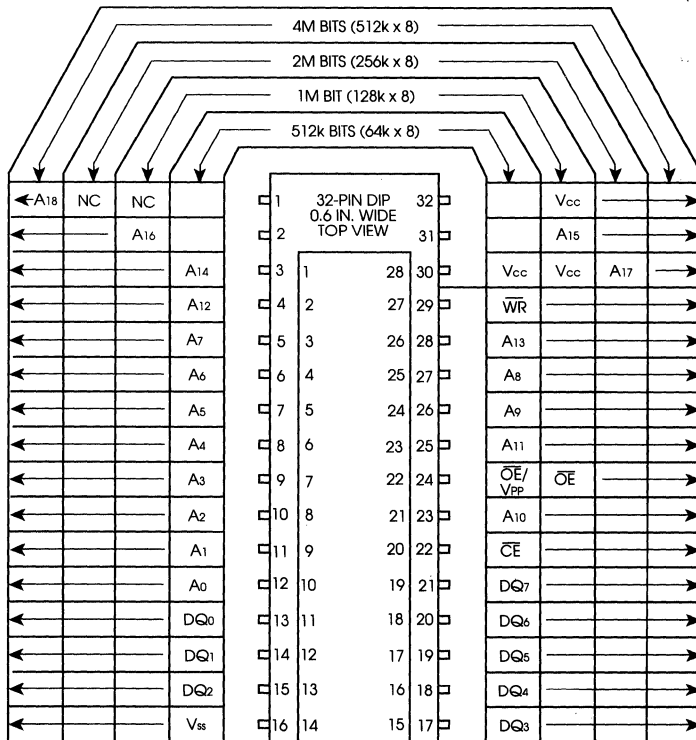 4M BITS (512k x 8)
2M BITS (256k x 8)
1M BIT (128k x 8)
512k BITS (64k x 8)
A18 NC NC 1 32-PIN DIP 32 Vcc
0.6 IN. WIDE
A16 2 TOP VIEW 31 A15
A14 3 1 28 30 Vcc Vcc A17
A12 4 2 27 29 W̅R̅
A7 5 3 26 28 A13
A6 6 4 25 27 A8
A5 7 5 24 26 A9
A4 8 6 23 25 A11
A3 9 7 22 24 O̅E̅/ O̅E̅
VPP
A2 10 8 21 23 A10
A1 11 9 20 22 C̅E̅
A0 12 10 19 21 DQ7
DQ0 13 11 18 20 DQ6
DQ1 14 12 17 19 DQ5
DQ2 15 13 16 18 DQ4
Vss 16 14 15 17 DQ3